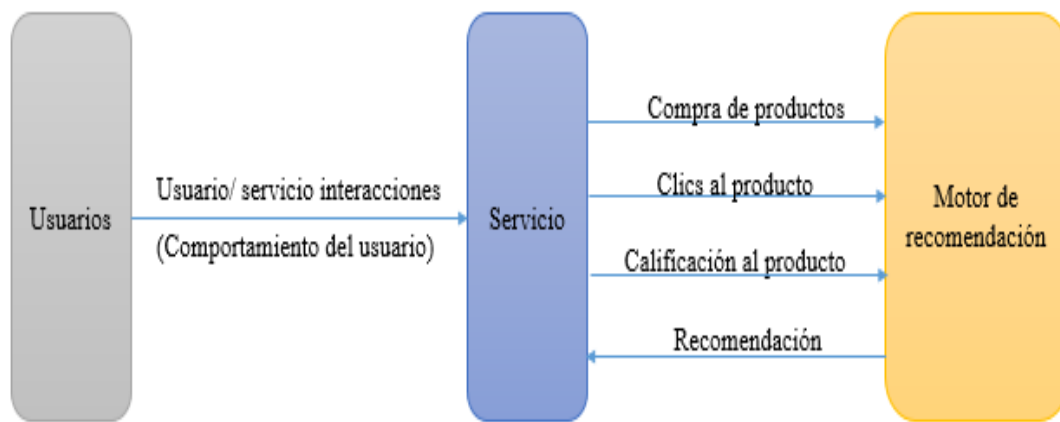 Usuarios
Usuario/ servicio interacciones
(Comportamiento del usuario)
Servicio
Compra de productos
Clics al producto
Calificación al producto
Recomendación
Motor de
recomendación